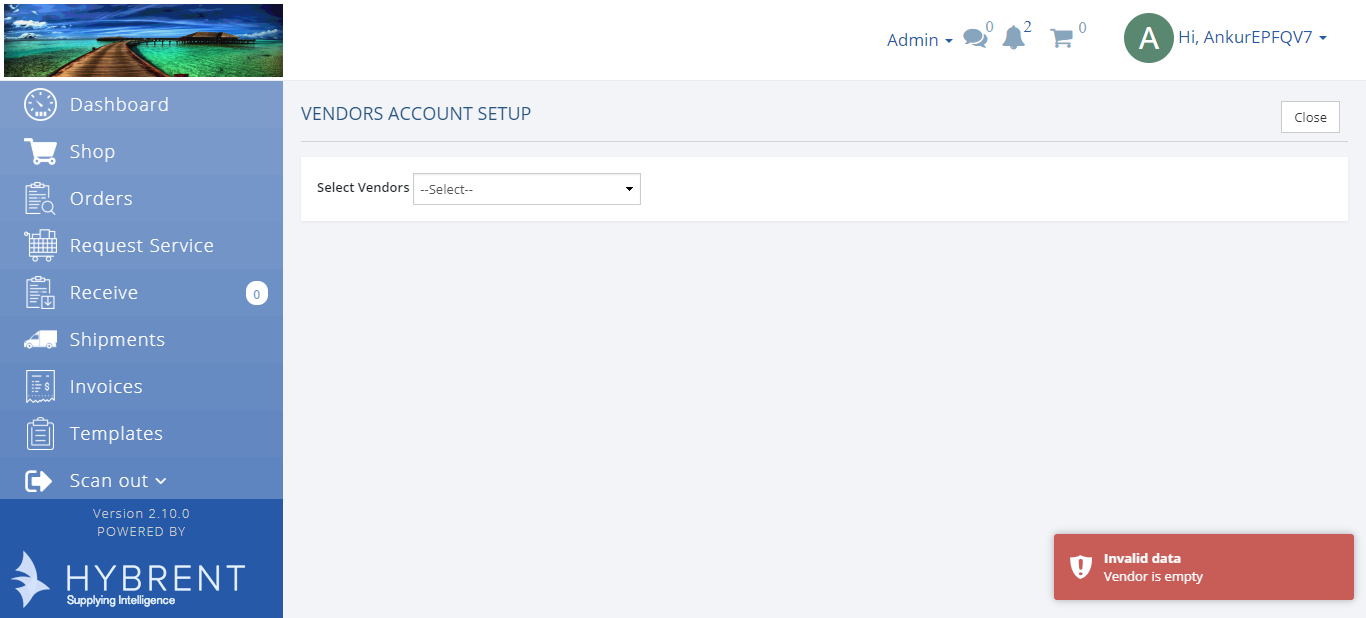 Admin
0
2
0
A
Hi, AnkurEPFQV7
Dashboard
Shop
Orders
Request Service
Receive
0
Shipments
Invoices
Templates
Scan out
Version 2.10.0
POWERED BY
HYBRENT
Supplying Intelligence
VENDORS ACCOUNT SETUP
Close
Select Vendors
--Select--
Invalid data
Vendor is empty